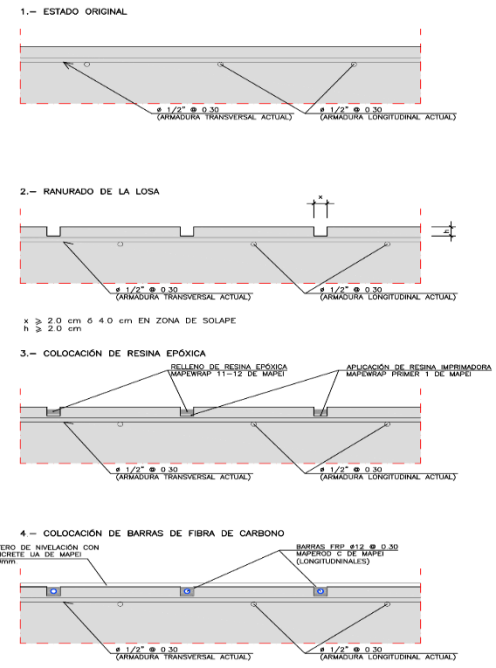 1.- ESTADO ORIGINAL
ø 1/2" @ 0.30
(ARMADURA TRANSVERSAL ACTUAL)
ø 1/2" @ 0.30
(ARMADURA LONGITUDINAL ACTUAL)
2.- RANURADO DE LA LOSA
x
h
ø 1/2" @ 0.30
(ARMADURA TRANSVERSAL ACTUAL)
ø 1/2" @ 0.30
(ARMADURA LONGITUDINAL ACTUAL)
x ⩾ 2.0 cm ó 4.0 cm EN ZONA DE SOLAPE
h ⩾ 2.0 cm
3.- COLOCACIÓN DE RESINA EPÓXICA
RELLENO DE RESINA EPÓXICA
MAPEWRAP 11-12 DE MAPEI
APLICACIÓN DE RESINA IMPRIMADORA
MAPEWRAP PRIMER 1 DE MAPEI
ø 1/2" @ 0.30
(ARMADURA TRANSVERSAL ACTUAL)
ø 1/2" @ 0.30
(ARMADURA LONGITUDINAL ACTUAL)
4.- COLOCACIÓN DE BARRAS DE FIBRA DE CARBONO
DE NIVELACIÓN CON
UA DE MAPEI
BARRAS FRP ø12 @ 0.30
MAPEROD C DE MAPEI
(LONGITUDNINALES)
ø 1/2" @ 0.30
(ARMADURA TRANSVERSAL ACTUAL)
ø 1/2" @ 0.30
(ARMADURA LONGITUDINAL ACTUAL)